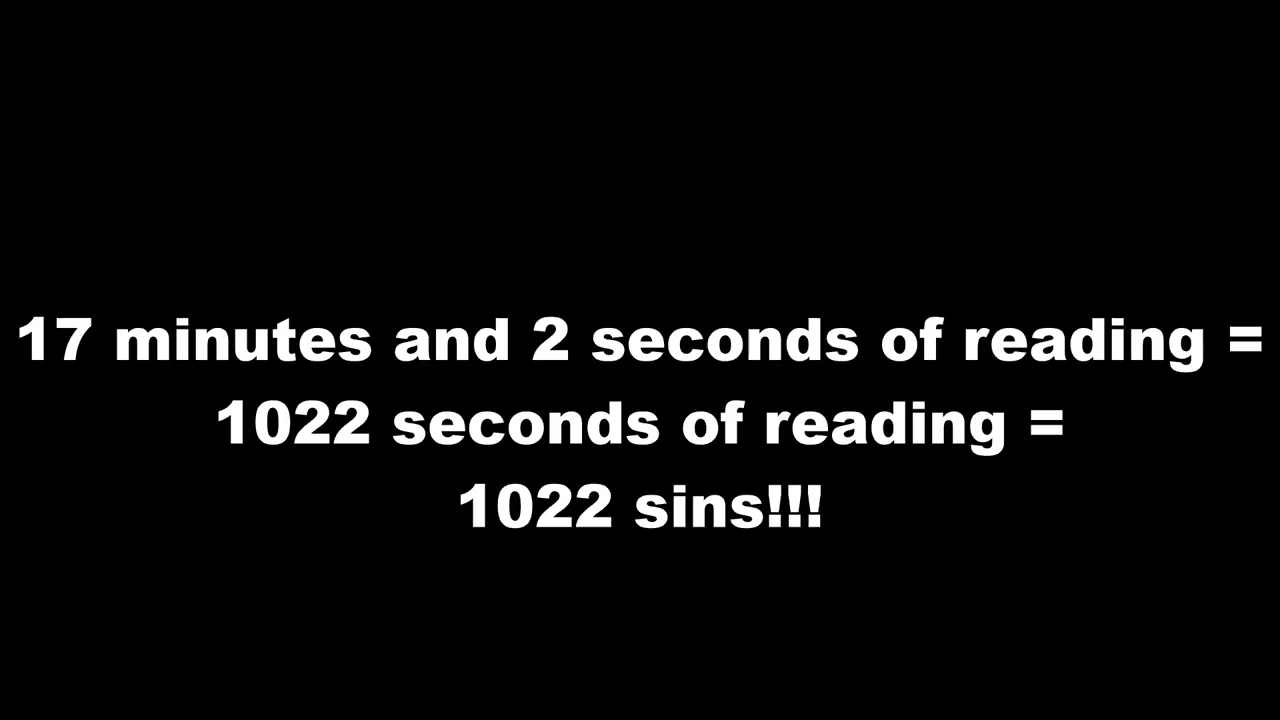 17 minutes and 2 seconds of reading =
1022 seconds of reading =
1022 sins!!!